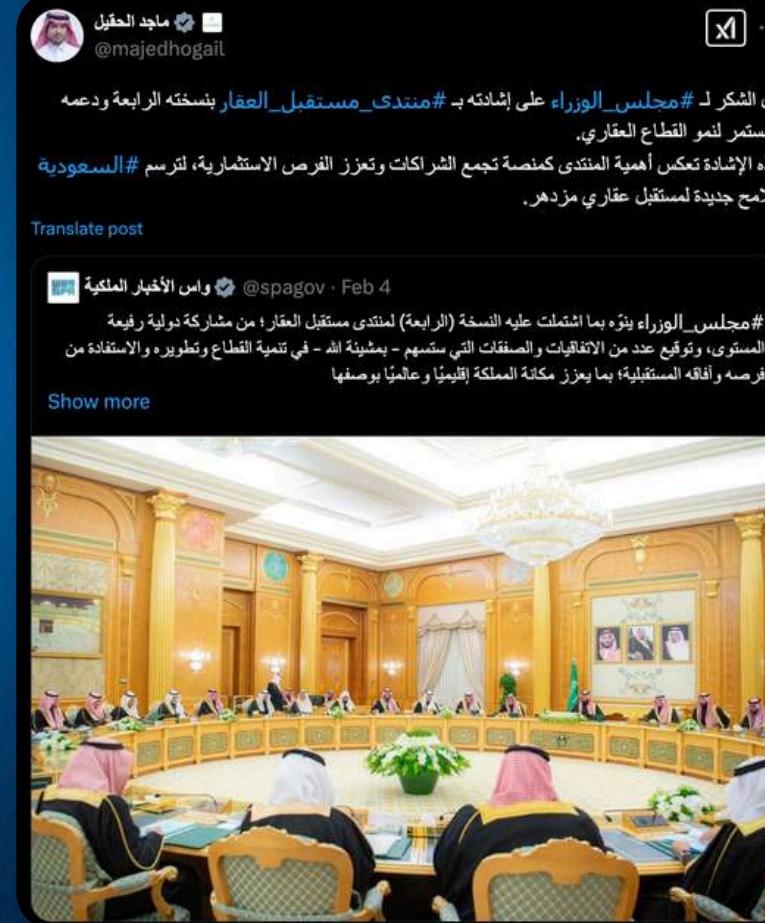 ماجد الحقيل
@majedhogail
الشكر لـ #مجلس_الوزراء على إشادته بـ #منتدى_مستقبل_العقار بنسخته الرابعة ودعمه
لنمو القطاع العقاري.
الإشادة تعكس أهمية المنتدى كمنصة تجمع الشراكات وتعزز الفرص الاستثمارية، لترسم #السعودية
جديدة لمستقبل عقاري مزدهر.
Translate post
واس الأخبار الملكية @spagov · Feb 4
#مجلس_الوزراء ينوّه بما اشتملت عليه النسخة (الرابعة) لمنتدى مستقبل العقار؛ من مشاركة دولية رفيعة
المستوى، وتوقيع عدد من الاتفاقيات والصفقات التي ستسهم – بمشيئة الله – في تنمية القطاع وتطويره والاستفادة من
فرصه وآفاقه المستقبلية؛ بما يعزز مكانة المملكة إقليميًا وعالميًا بوصفها
Show more